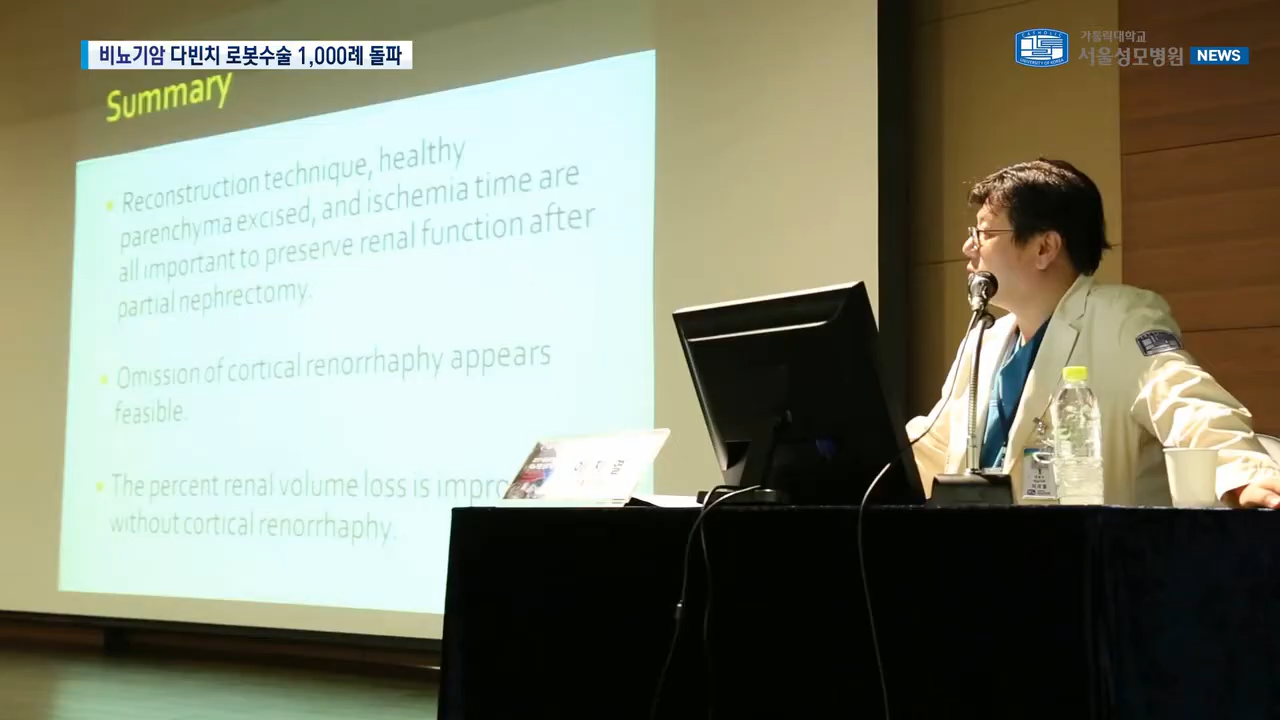 비뇨기암 다빈치 로봇수술 1,000례 돌파
가톨릭대학교
서울성모병원 NEWS
Summary
Reconstruction technique, healthy
parenchyma excised, and ischemia time are
all important to preserve renal function after
partial nephrectomy.
Omission of cortical renorrhaphy appears
feasible.
The percent renal volume loss is impro
without cortical renorrhaphy.